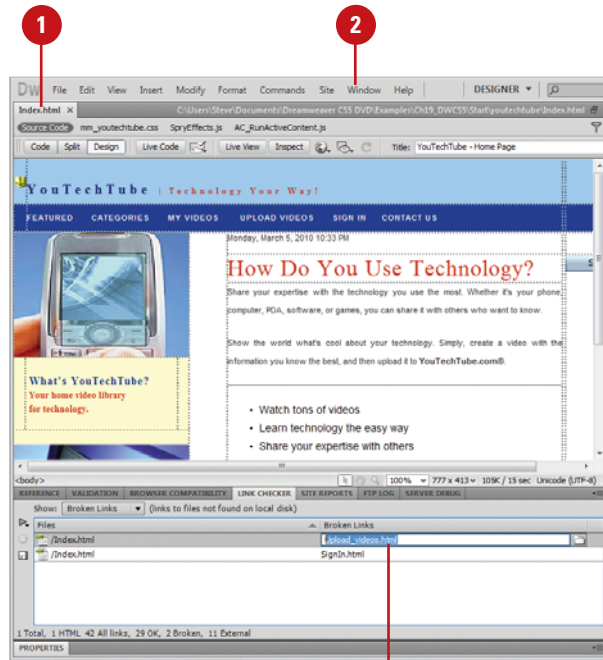 1 2
DW File Edit View Insert Modify Format Commands Site Window Help DESIGNER
Index.html × C:\Users\Steve\Documents\Dreamweaver CS5 DVD\Examples\Ch19_DWCS5\Start\youtechtube\Index.html
Source Code mm_youtechtube.css SpryEffects.js AC_RunActiveContent.js
Code Split Design Live Code Live View Inspect Title: YouTechTube - Home Page
YouTechTube | Technology Your Way!
FEATURED CATEGORIES MY VIDEOS UPLOAD VIDEOS SIGN IN CONTACT US
Monday, March 5, 2010 10:33 PM
How Do You Use Technology?
S
Share your expertise with the technology you use the most. Whether it's your phone,
computer, PDA, software, or games, you can share it with others who want to know.
Show the world what's cool about your technology. Simply, create a video with the
information you know the best, and then upload it to YouTechTube.com®.
What's YouTechTube?
Your home video library
for technology.
• Watch tons of videos
• Learn technology the easy way
• Share your expertise with others
<body> 100% 777 x 413 105K / 15 sec Unicode (UTF-8)
REFERENCE VALIDATION BROWSER COMPATIBILITY LINK CHECKER SITE REPORTS FTP LOG SERVER DEBUG
Show: Broken Links (links to files not found on local disk)
Files Broken Links
/Index.html Upload_videos.html
/Index.html SignIn.html
1 Total, 1 HTML 42 All links, 29 OK, 2 Broken, 11 External
PROPERTIES